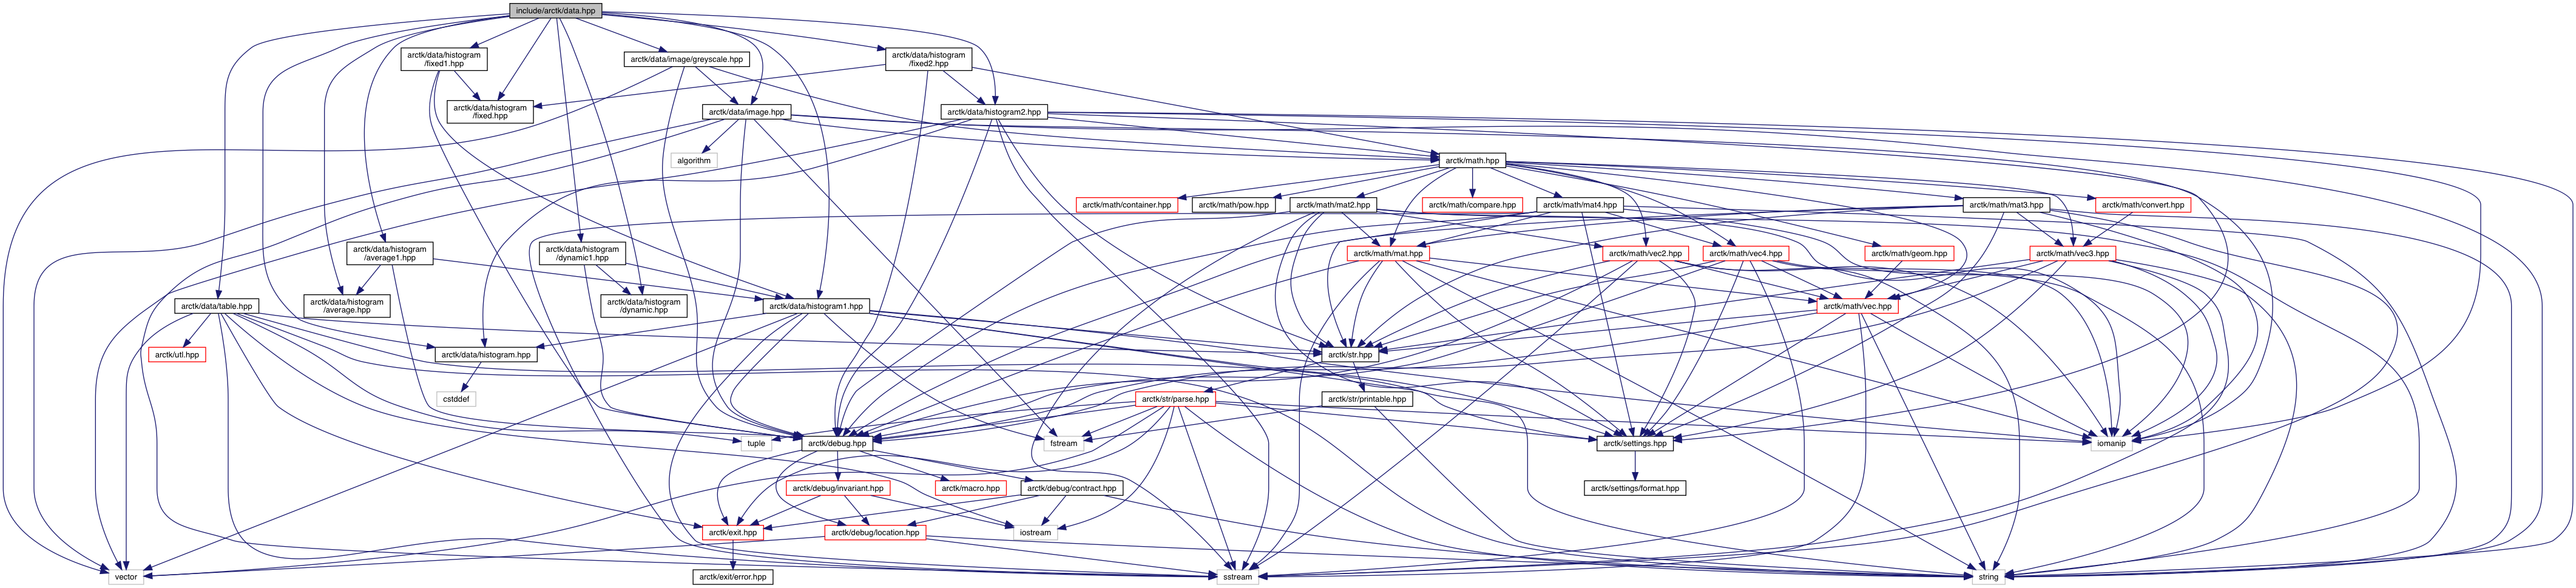 include/arctk/data.hpp
arctk/data/histogram
/fixed1.hpp
arctk/data/image/greyscale.hpp
arctk/data/histogram
/fixed2.hpp
arctk/data/histogram
/fixed.hpp
arctk/data/image.hpp
arctk/data/histogram2.hpp
algorithm
arctk/math.hpp
arctk/math/container.hpp
arctk/math/pow.hpp
arctk/math/mat2.hpp
arctk/math/compare.hpp
arctk/math/mat4.hpp
arctk/math/mat3.hpp
arctk/math/convert.hpp
arctk/data/histogram
/average1.hpp
arctk/data/histogram
/dynamic1.hpp
arctk/math/mat.hpp
arctk/math/vec2.hpp
arctk/math/vec4.hpp
arctk/math/geom.hpp
arctk/math/vec3.hpp
arctk/data/table.hpp
arctk/data/histogram
/average.hpp
arctk/data/histogram
/dynamic.hpp
arctk/data/histogram1.hpp
arctk/math/vec.hpp
arctk/utl.hpp
arctk/data/histogram.hpp
arctk/str.hpp
cstddef
arctk/str/parse.hpp
arctk/str/printable.hpp
tuple
arctk/debug.hpp
fstream
arctk/settings.hpp
iomanip
arctk/debug/invariant.hpp
arctk/macro.hpp
arctk/debug/contract.hpp
arctk/settings/format.hpp
arctk/exit.hpp
arctk/debug/location.hpp
iostream
vector
arctk/exit/error.hpp
sstream
string